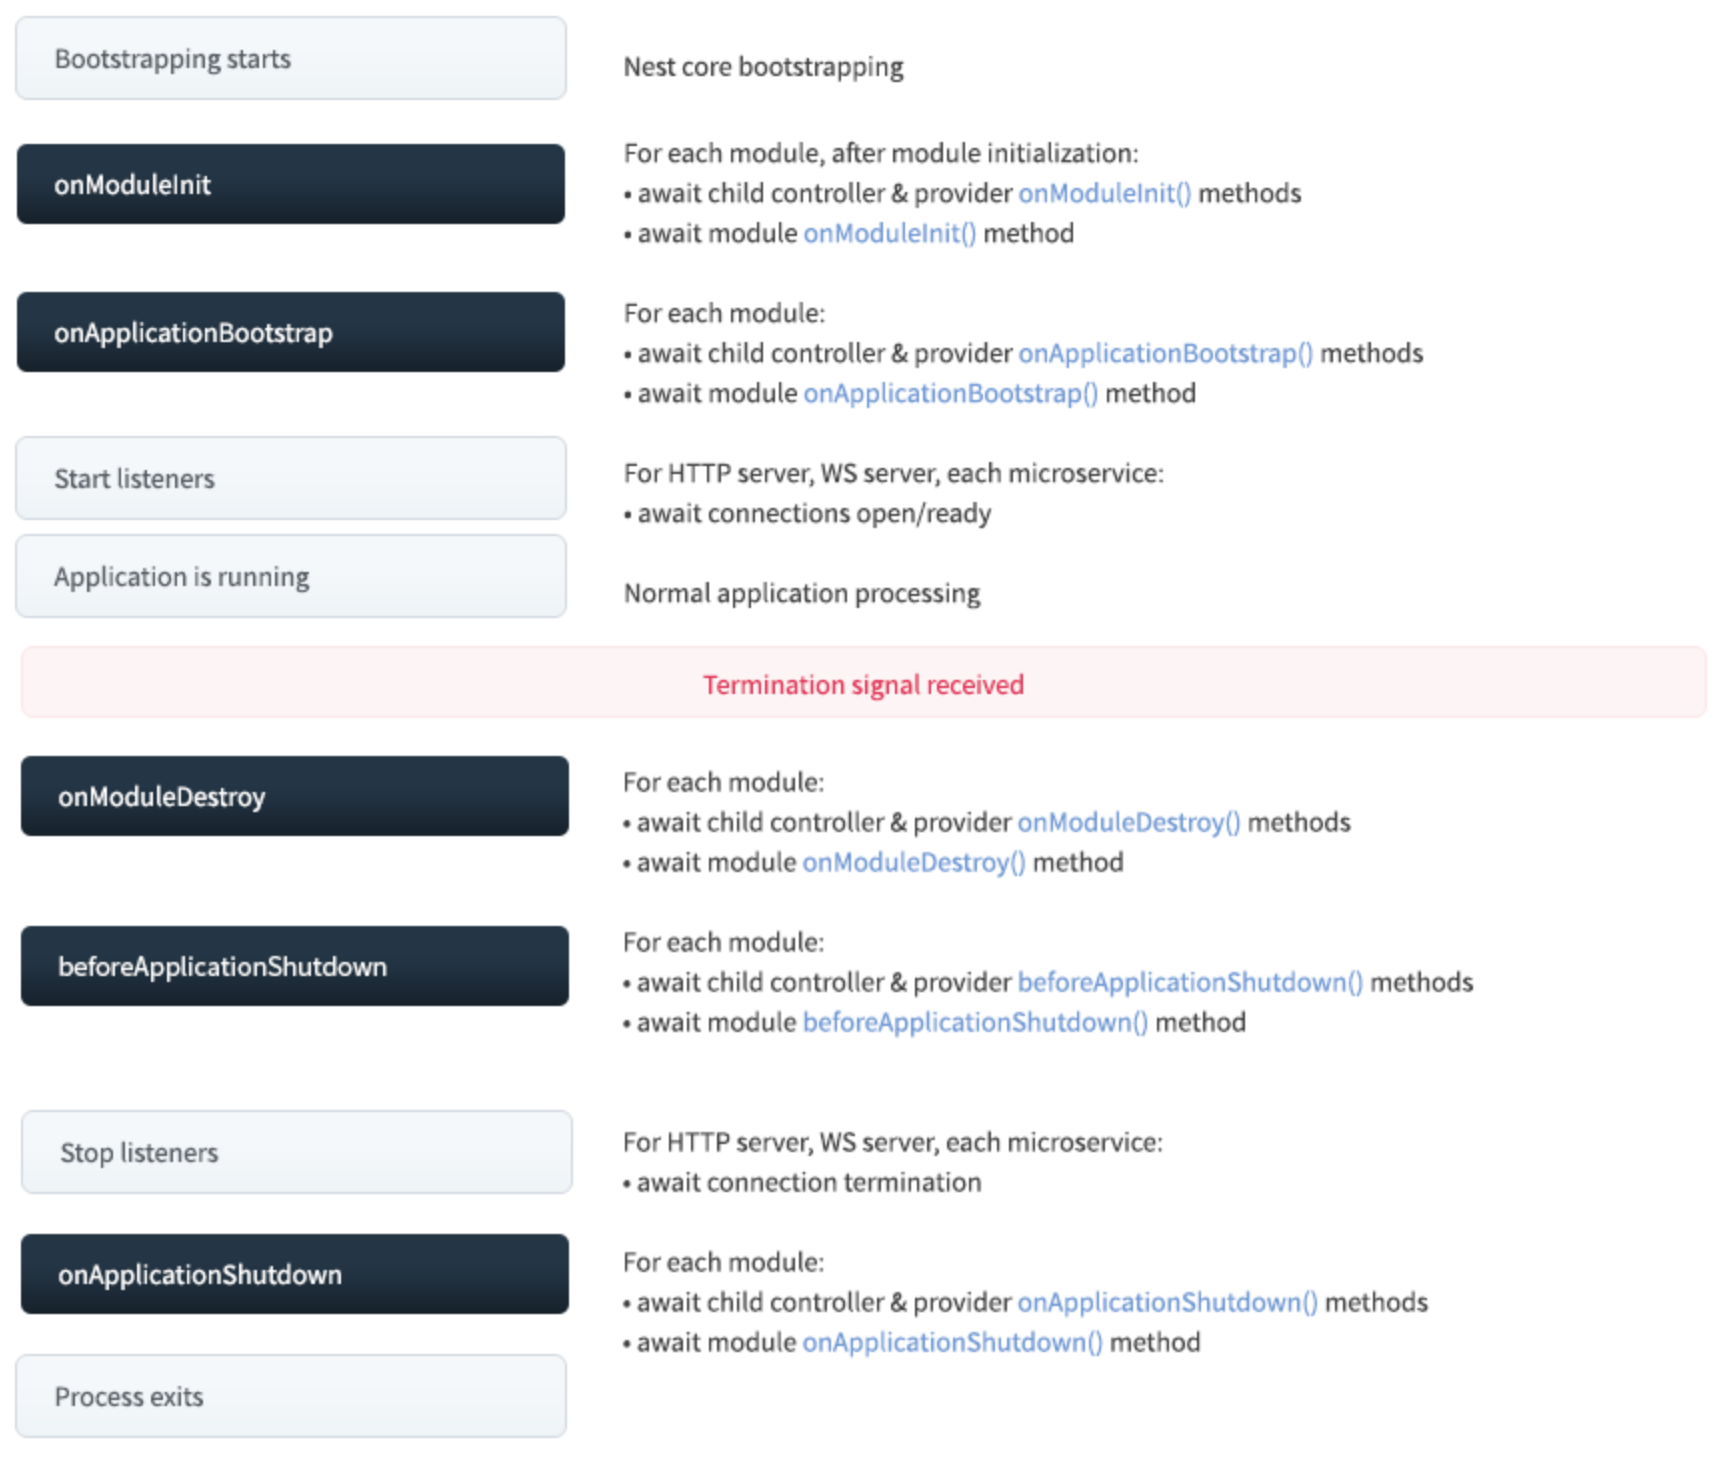 Bootstrapping starts
Nest core bootstrapping
onModuleInit
For each module, after module initialization:
• await child controller & provider onModuleInit() methods
• await module onModuleInit() method
onApplicationBootstrap
For each module:
• await child controller & provider onApplicationBootstrap() methods
• await module onApplicationBootstrap() method
Start listeners
For HTTP server, WS server, each microservice:
• await connections open/ready
Application is running
Normal application processing
Termination signal received
onModuleDestroy
For each module:
• await child controller & provider onModuleDestroy() methods
• await module onModuleDestroy() method
beforeApplicationShutdown
For each module:
• await child controller & provider beforeApplicationShutdown() methods
• await module beforeApplicationShutdown() method
Stop listeners
For HTTP server, WS server, each microservice:
• await connection termination
onApplicationShutdown
For each module:
• await child controller & provider onApplicationShutdown() methods
• await module onApplicationShutdown() method
Process exits